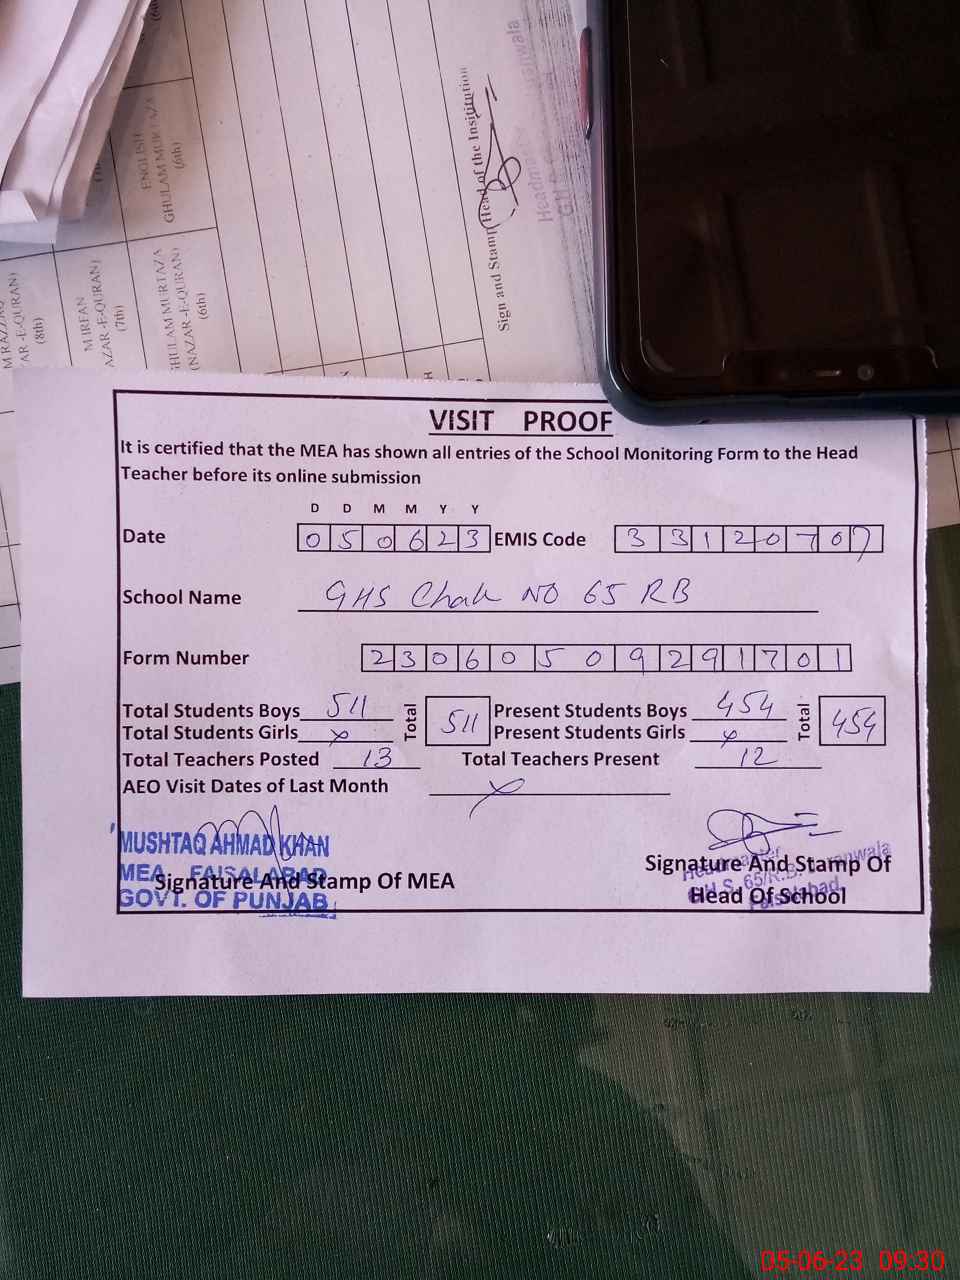 ENGLISH
GHULAM MURTAZA
(6th)
(8th)
M IRFAN
(7th)
(NAZAR -E-QURAN)
(6th)
Sign and Stamp Head of the Insititution
VISIT PROOF
It is certified that the MEA has shown all entries of the School Monitoring Form to the Head
Teacher before its online submission
D D M M Y Y
Date 0 5 0 6 2 3 EMIS Code 3 3 1 2 0 7 0 7
School Name GHS Chak NO 65 RB
Form Number 2 3 0 6 0 5 0 9 2 9 1 7 0 1
Total Students Boys 511 Total 511 Present Students Boys 454 Total 454
Total Students Girls x Present Students Girls x
Total Teachers Posted 13 Total Teachers Present 12
AEO Visit Dates of Last Month x
MUSHTAQ AHMAD KHAN
MEA, FAISALABAD
GOVT. OF PUNJAB
Signature And Stamp Of MEA
Signature And Stamp Of
Head Of School
Headmaster
G.H.S. 65/R.B.
Faisalabad
05-06-23 09:30